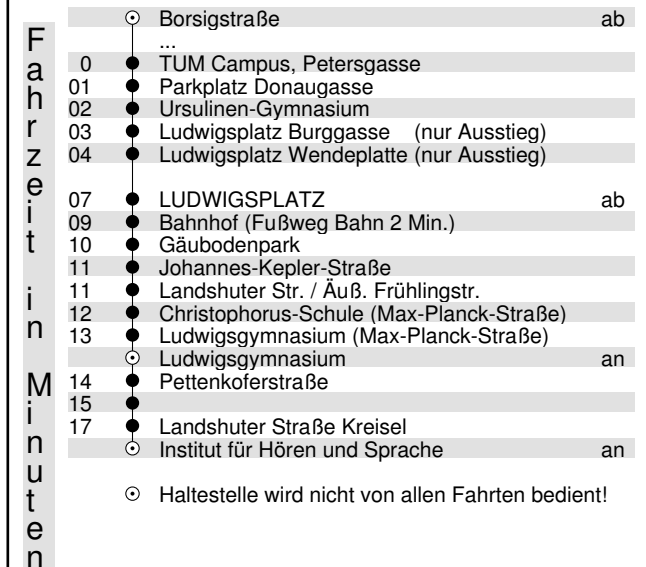 Fahrzeit in Minuten
Borsigstraße ab
...
0 TUM Campus, Petersgasse
01 Parkplatz Donaugasse
02 Ursulinen-Gymnasium
03 Ludwigsplatz Burggasse (nur Ausstieg)
04 Ludwigsplatz Wendeplatte (nur Ausstieg)
07 LUDWIGSPLATZ ab
09 Bahnhof (Fußweg Bahn 2 Min.)
10 Gäubodenpark
11 Johannes-Kepler-Straße
11 Landshuter Str. / Äuß. Frühlingstr.
12 Christophorus-Schule (Max-Planck-Straße)
13 Ludwigsgymnasium (Max-Planck-Straße)
Ludwigsgymnasium an
14 Pettenkoferstraße
15
17 Landshuter Straße Kreisel
Institut für Hören und Sprache an
Haltestelle wird nicht von allen Fahrten bedient!